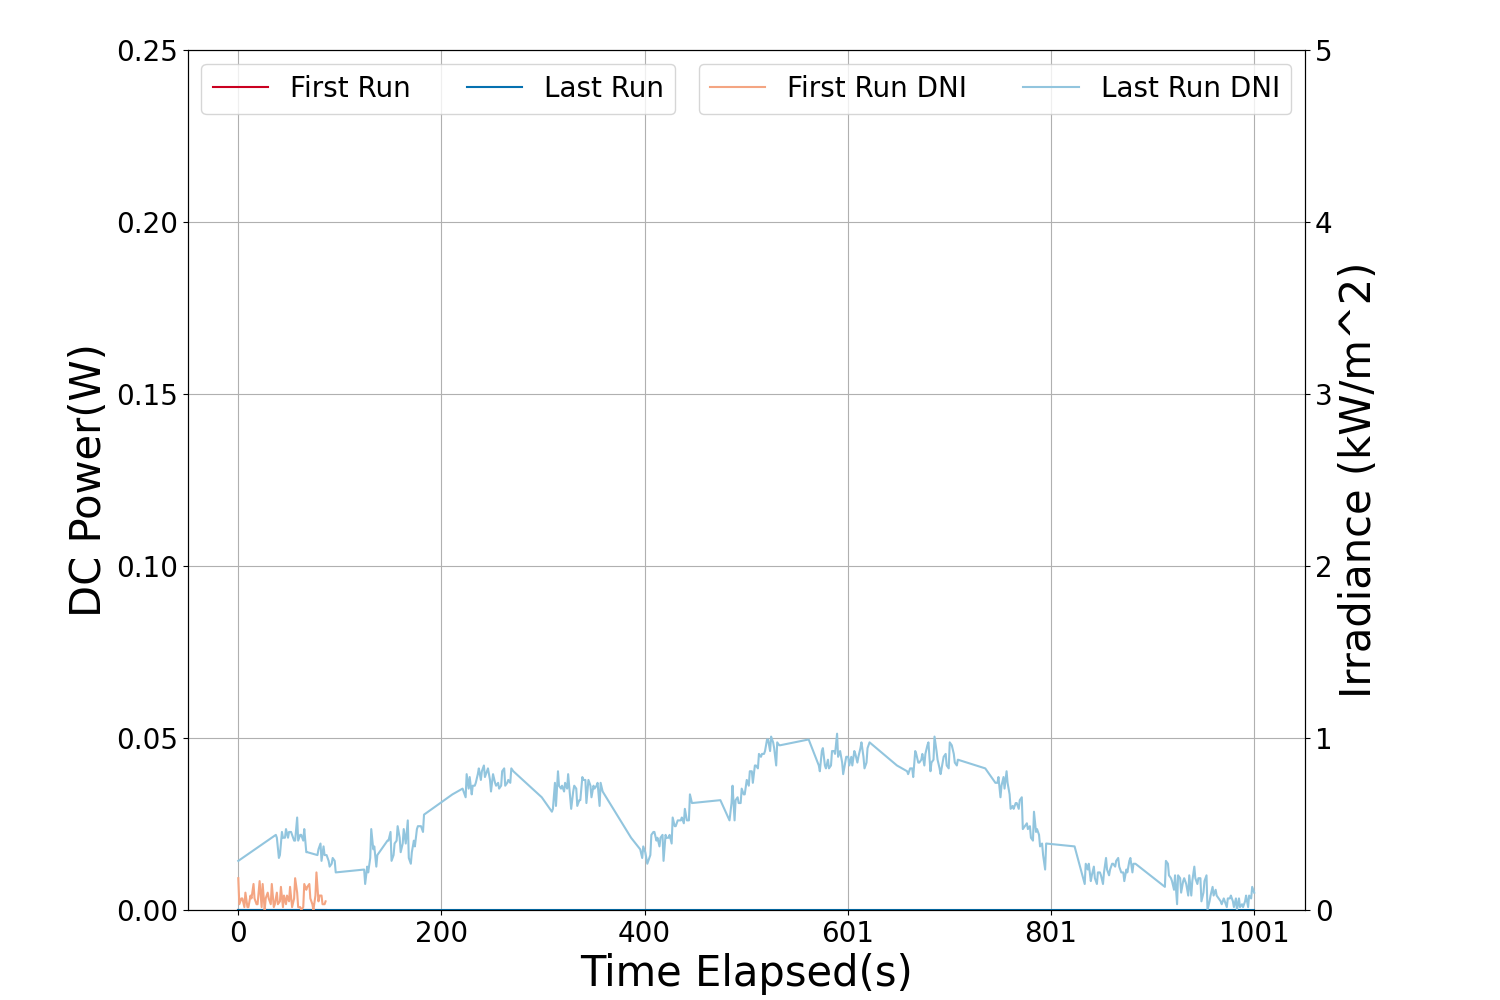 First Run
Last Run
First Run DNI
Last Run DNI
DC Power(W)
0.25
0.20
0.15
0.10
0.05
0.00
0
200
400
601
801
1001
Time Elapsed(s)
5
4
3
2
1
0
Irradiance (kW/m^2)